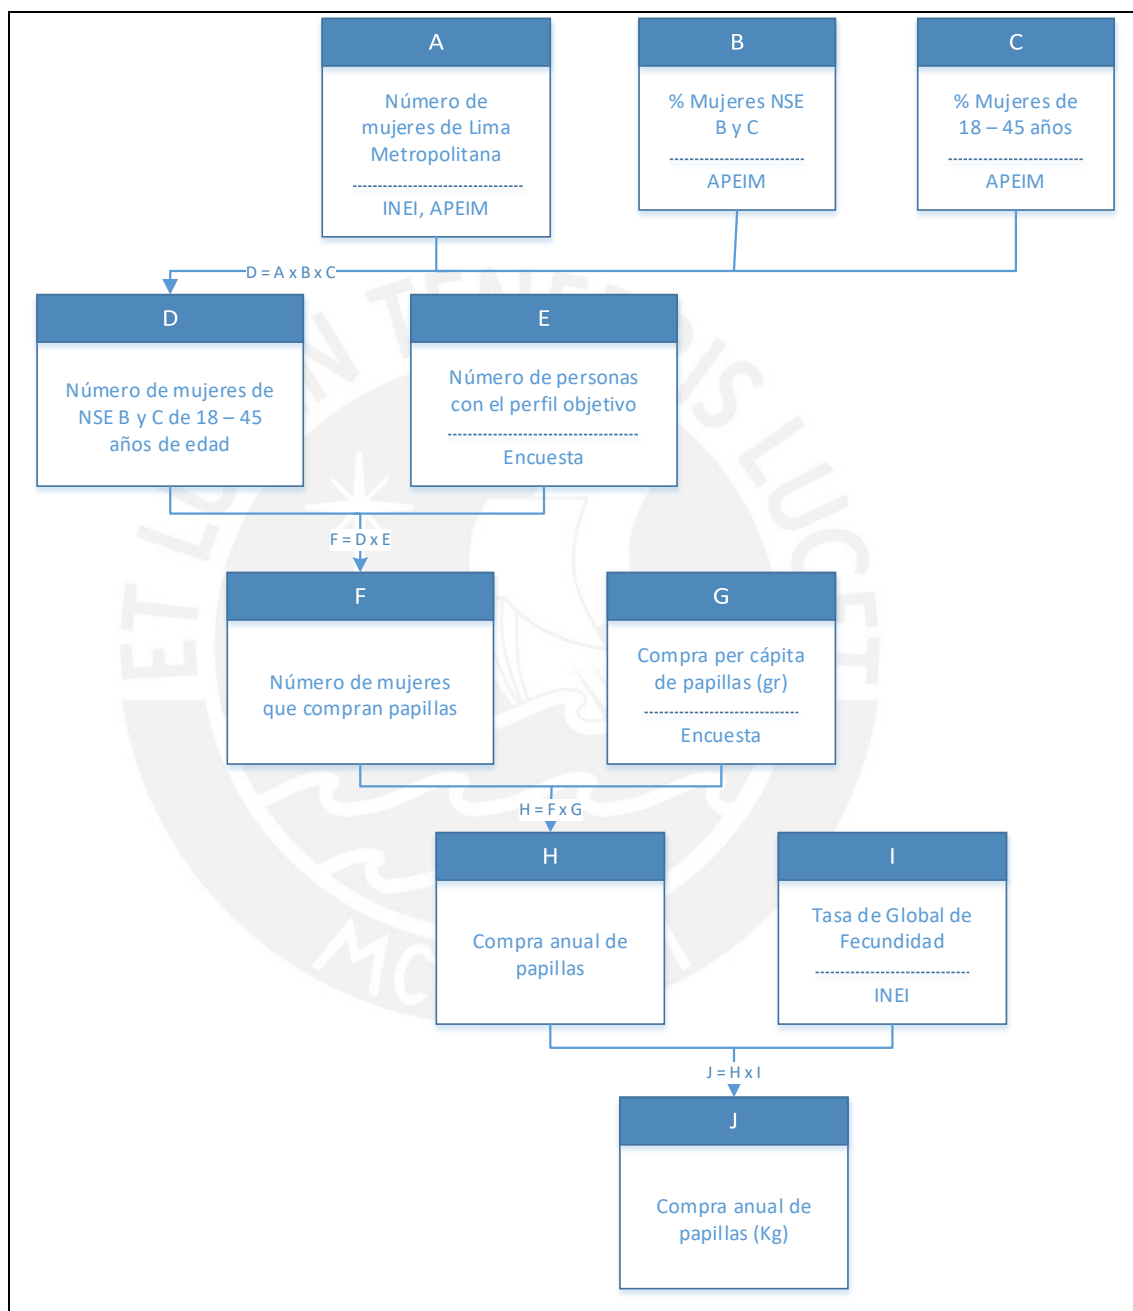 A
Número de
mujeres de Lima
Metropolitana
INEI, APEIM
B
% Mujeres NSE
B y C
APEIM
C
% Mujeres de
18 – 45 años
APEIM
D = A x B x C
D
Número de mujeres de
NSE B y C de 18 – 45
años de edad
E
Número de personas
con el perfil objetivo
Encuesta
F = D x E
F
Número de mujeres
que compran papillas
G
Compra per cápita
de papillas (gr)
Encuesta
H = F x G
H
Compra anual de
papillas
I
Tasa de Global de
Fecundidad
INEI
J = H x I
J
Compra anual de
papillas (Kg)